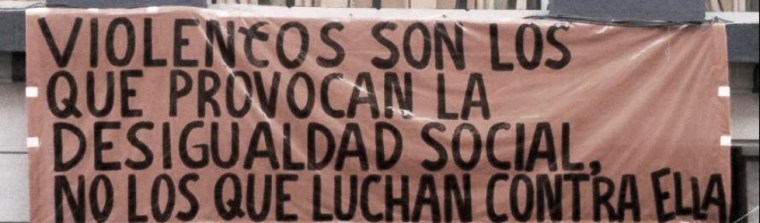 VIOLENTOS SON LOS
QUE PROVOCAN LA
DESIGUALDAD SOCIAL,
NO LOS QUE LUCHAN CONTRA ELLA